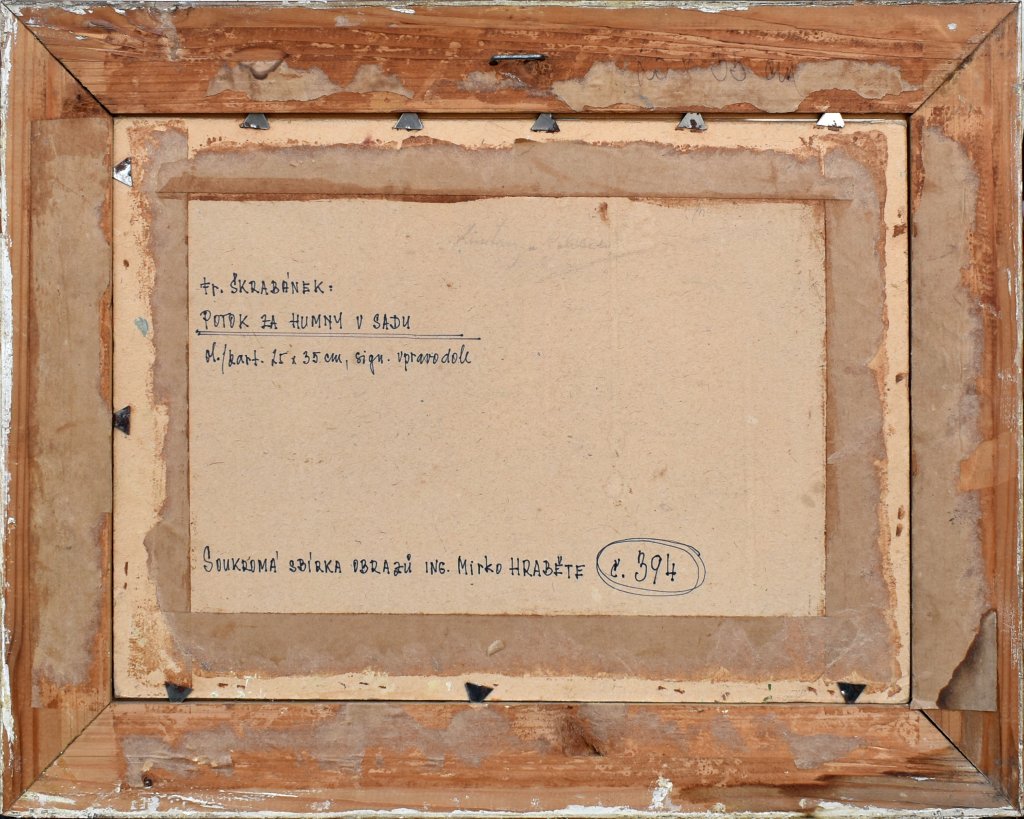 Fr. ŠKRABÁNEK:
POTOK ZA HUMNY V SADU
ol./kart. 25 x 35 cm, sign. vpravo dole
SOUKROMÁ SBÍRKA OBRAZŮ ING. MIRKO HRABĚTE č. 394